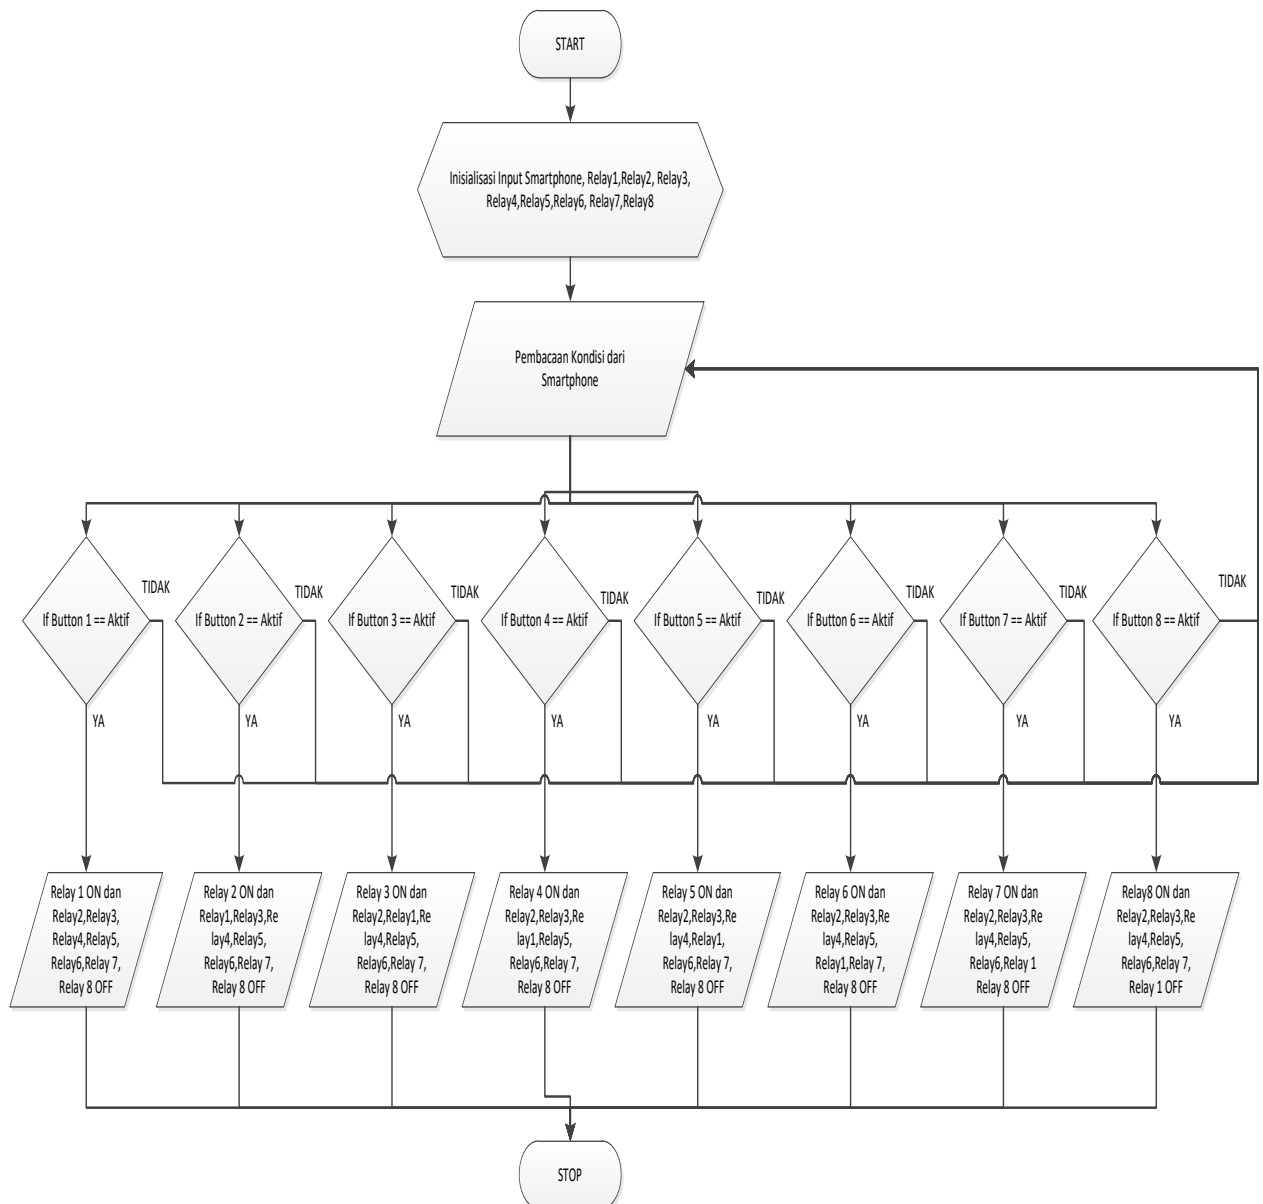 START
Inisialisasi Input Smartphone, Relay1,Relay2, Relay3,
Relay4,Relay5,Relay6, Relay7,Relay8
Pembacaan Kondisi dari
Smartphone
If Button 1 == Aktif
TIDAK
YA
If Button 2 == Aktif
TIDAK
YA
If Button 3 == Aktif
TIDAK
YA
If Button 4 == Aktif
TIDAK
YA
If Button 5 == Aktif
TIDAK
YA
If Button 6 == Aktif
TIDAK
YA
If Button 7 == Aktif
TIDAK
YA
If Button 8 == Aktif
TIDAK
YA
Relay 1 ON dan
Relay2,Relay3,
Relay4,Relay5,
Relay6,Relay 7,
Relay 8 OFF
Relay 2 ON dan
Relay1,Relay3,Re
lay4,Relay5,
Relay6,Relay 7,
Relay 8 OFF
Relay 3 ON dan
Relay2,Relay1,Re
lay4,Relay5,
Relay6,Relay 7,
Relay 8 OFF
Relay 4 ON dan
Relay2,Relay3,Re
lay1,Relay5,
Relay6,Relay 7,
Relay 8 OFF
Relay 5 ON dan
Relay2,Relay3,Re
lay4,Relay1,
Relay6,Relay 7,
Relay 8 OFF
Relay 6 ON dan
Relay2,Relay3,Re
lay4,Relay5,
Relay1,Relay 7,
Relay 8 OFF
Relay 7 ON dan
Relay2,Relay3,Re
lay4,Relay5,
Relay6,Relay 1
Relay 8 OFF
Relay8 ON dan
Relay2,Relay3,Re
lay4,Relay5,
Relay6,Relay 7,
Relay 1 OFF
STOP